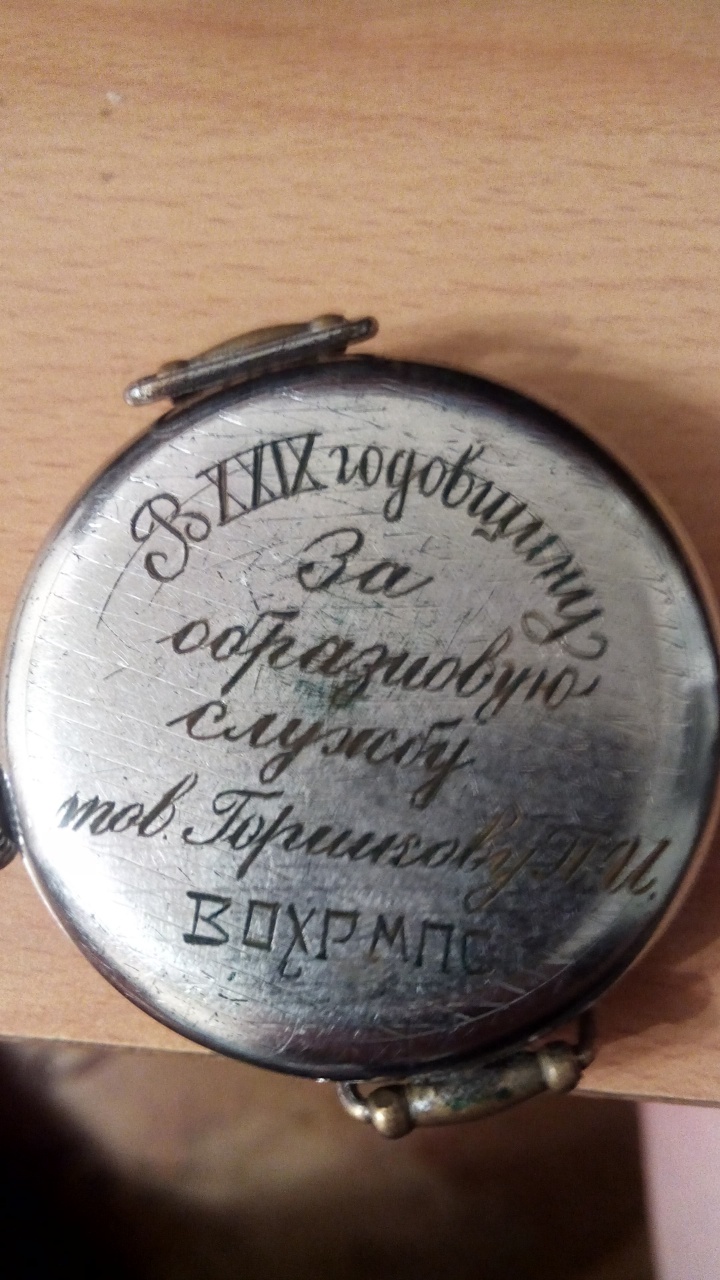 В XXIX годовщину
За
образцовую
службу
тов. Горшкову П.И.
ВОХР МПС